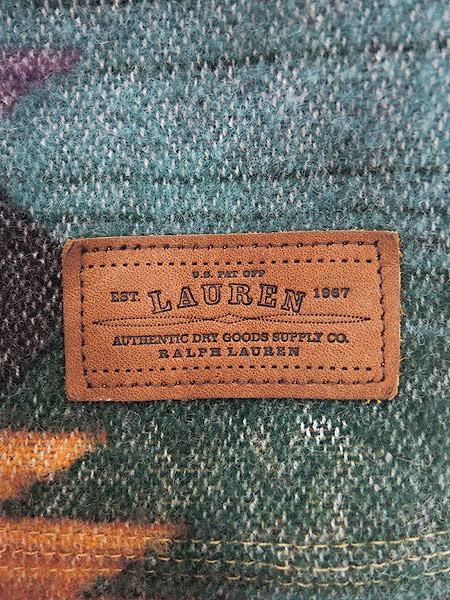 U.S. PAT OFF
EST. LAUREN 1967
AUTHENTIC DRY GOODS SUPPLY CO.
RALPH LAUREN